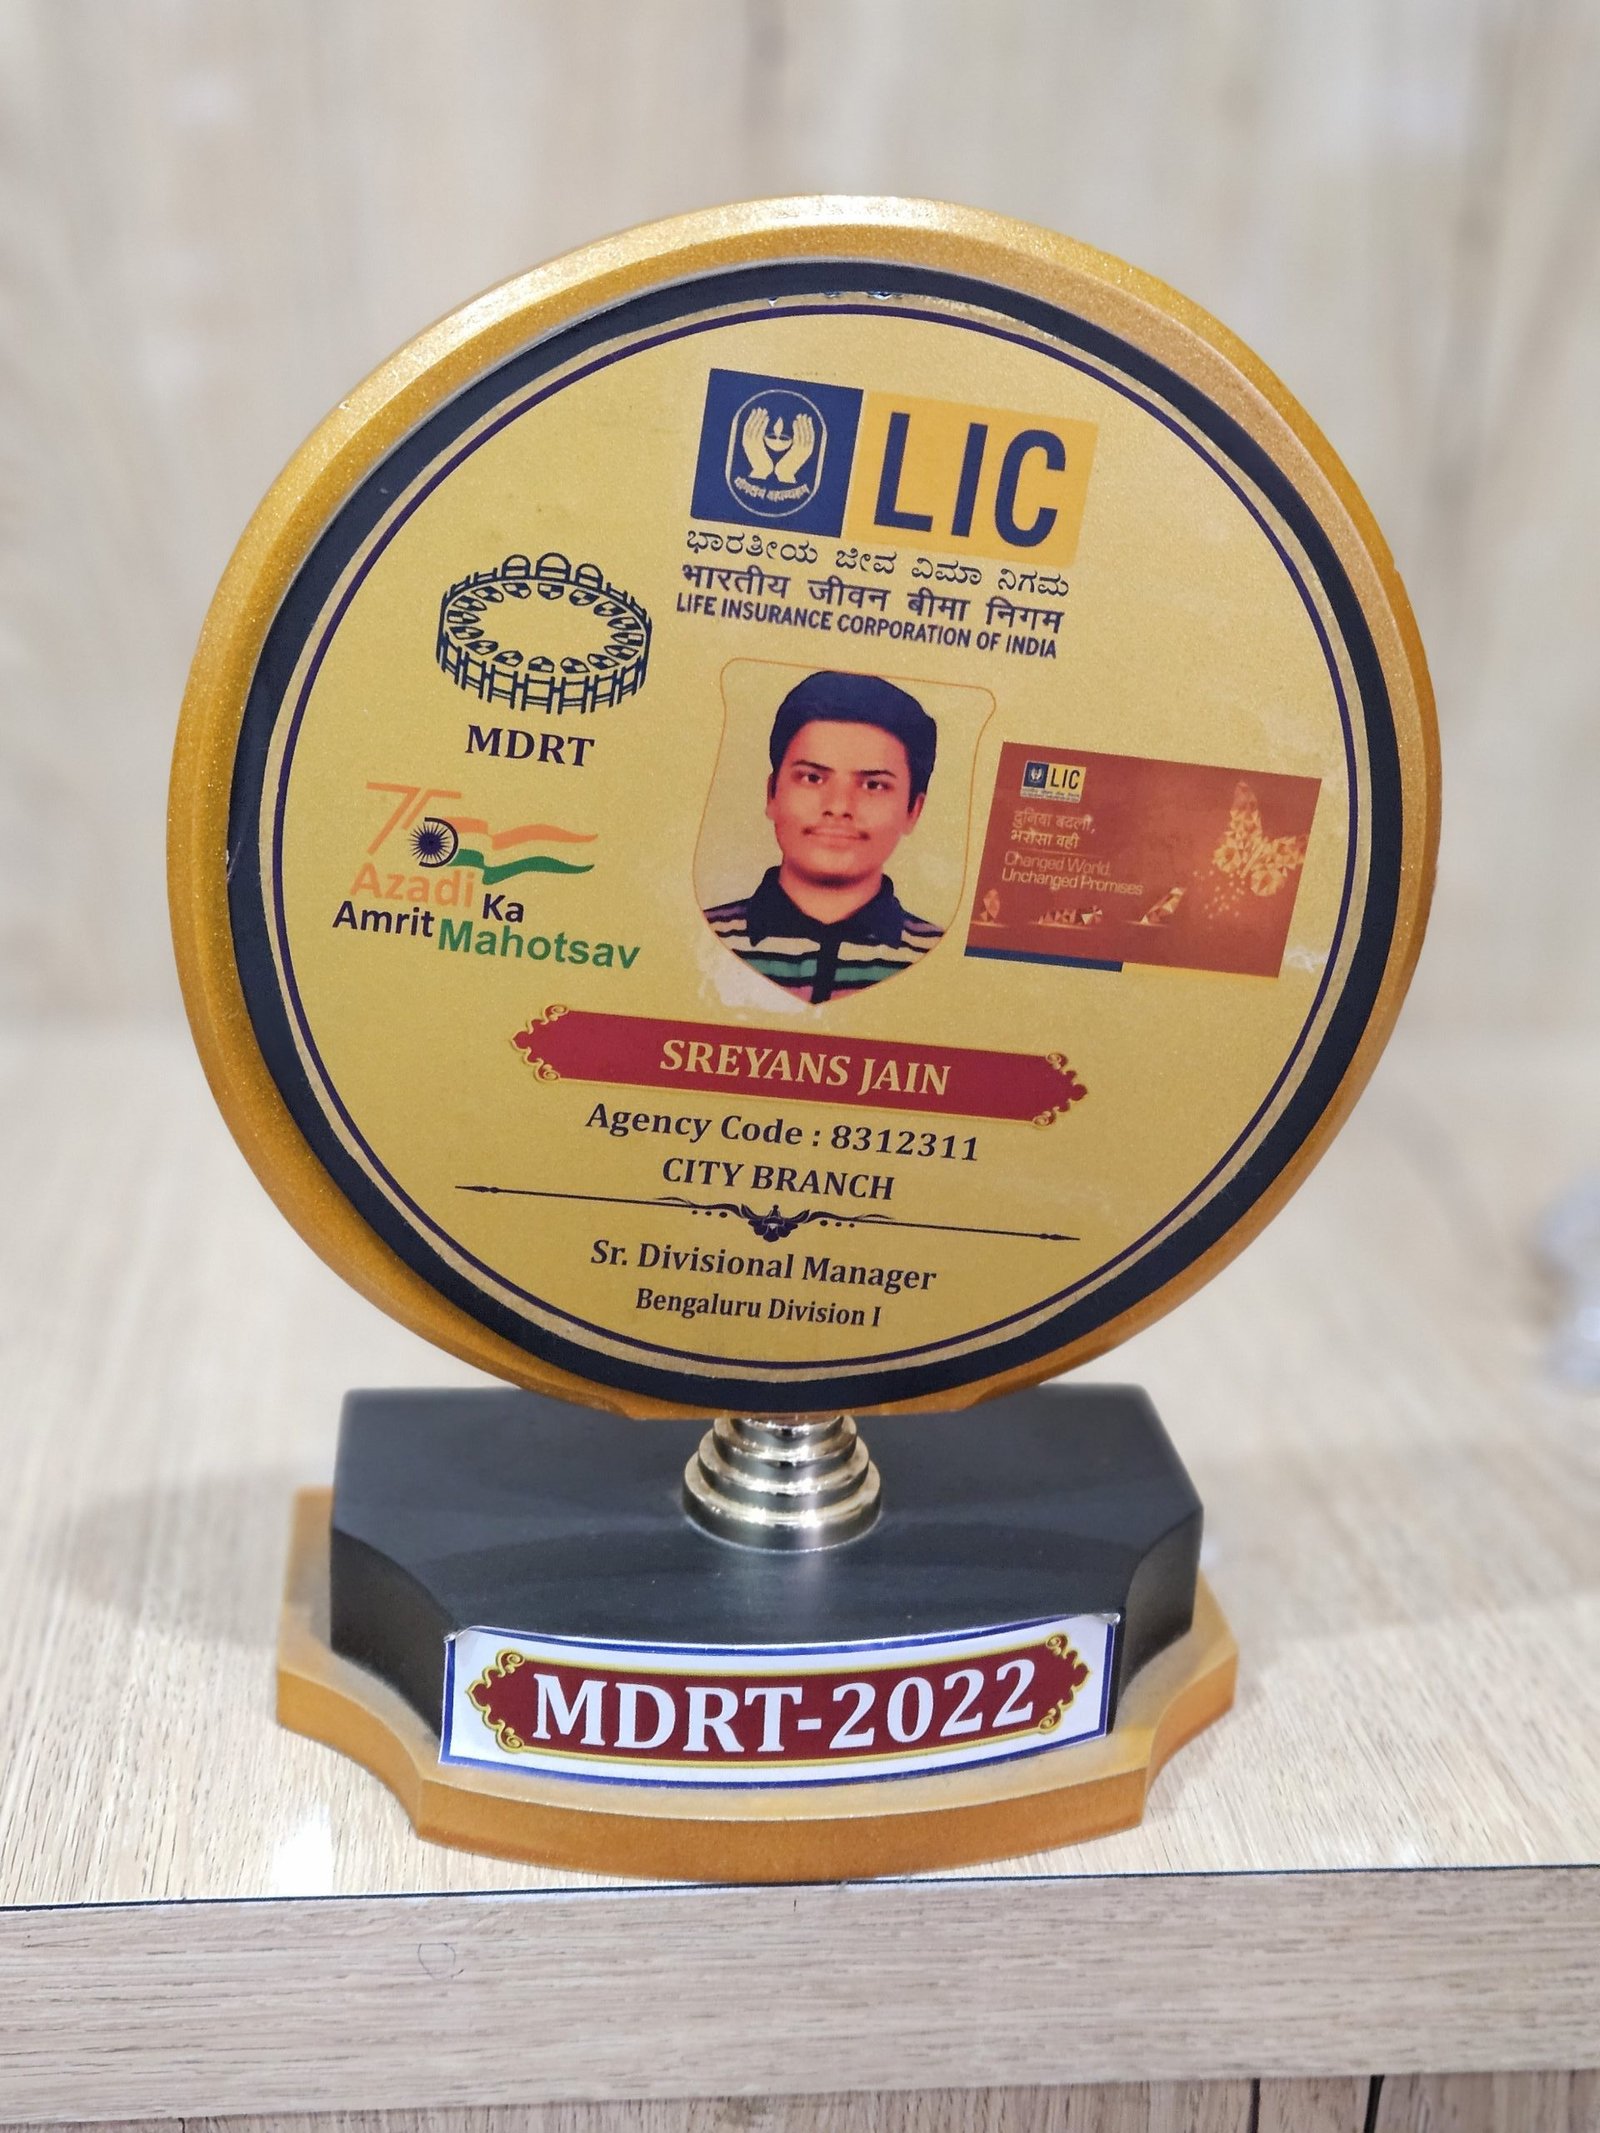 LIC
ಭಾರತೀಯ ಜೀವ ವಿಮಾ ನಿಗಮ
भारतीय जीवन बीमा निगम
LIFE INSURANCE CORPORATION OF INDIA
MDRT
75
Azadi Ka
Amrit Mahotsav
LIC
दुनिया बदली,
भरोसा वही
Changed World.
Unchanged Promises
SREYANS JAIN
Agency Code : 8312311
CITY BRANCH
Sr. Divisional Manager
Bengaluru Division I
MDRT-2022